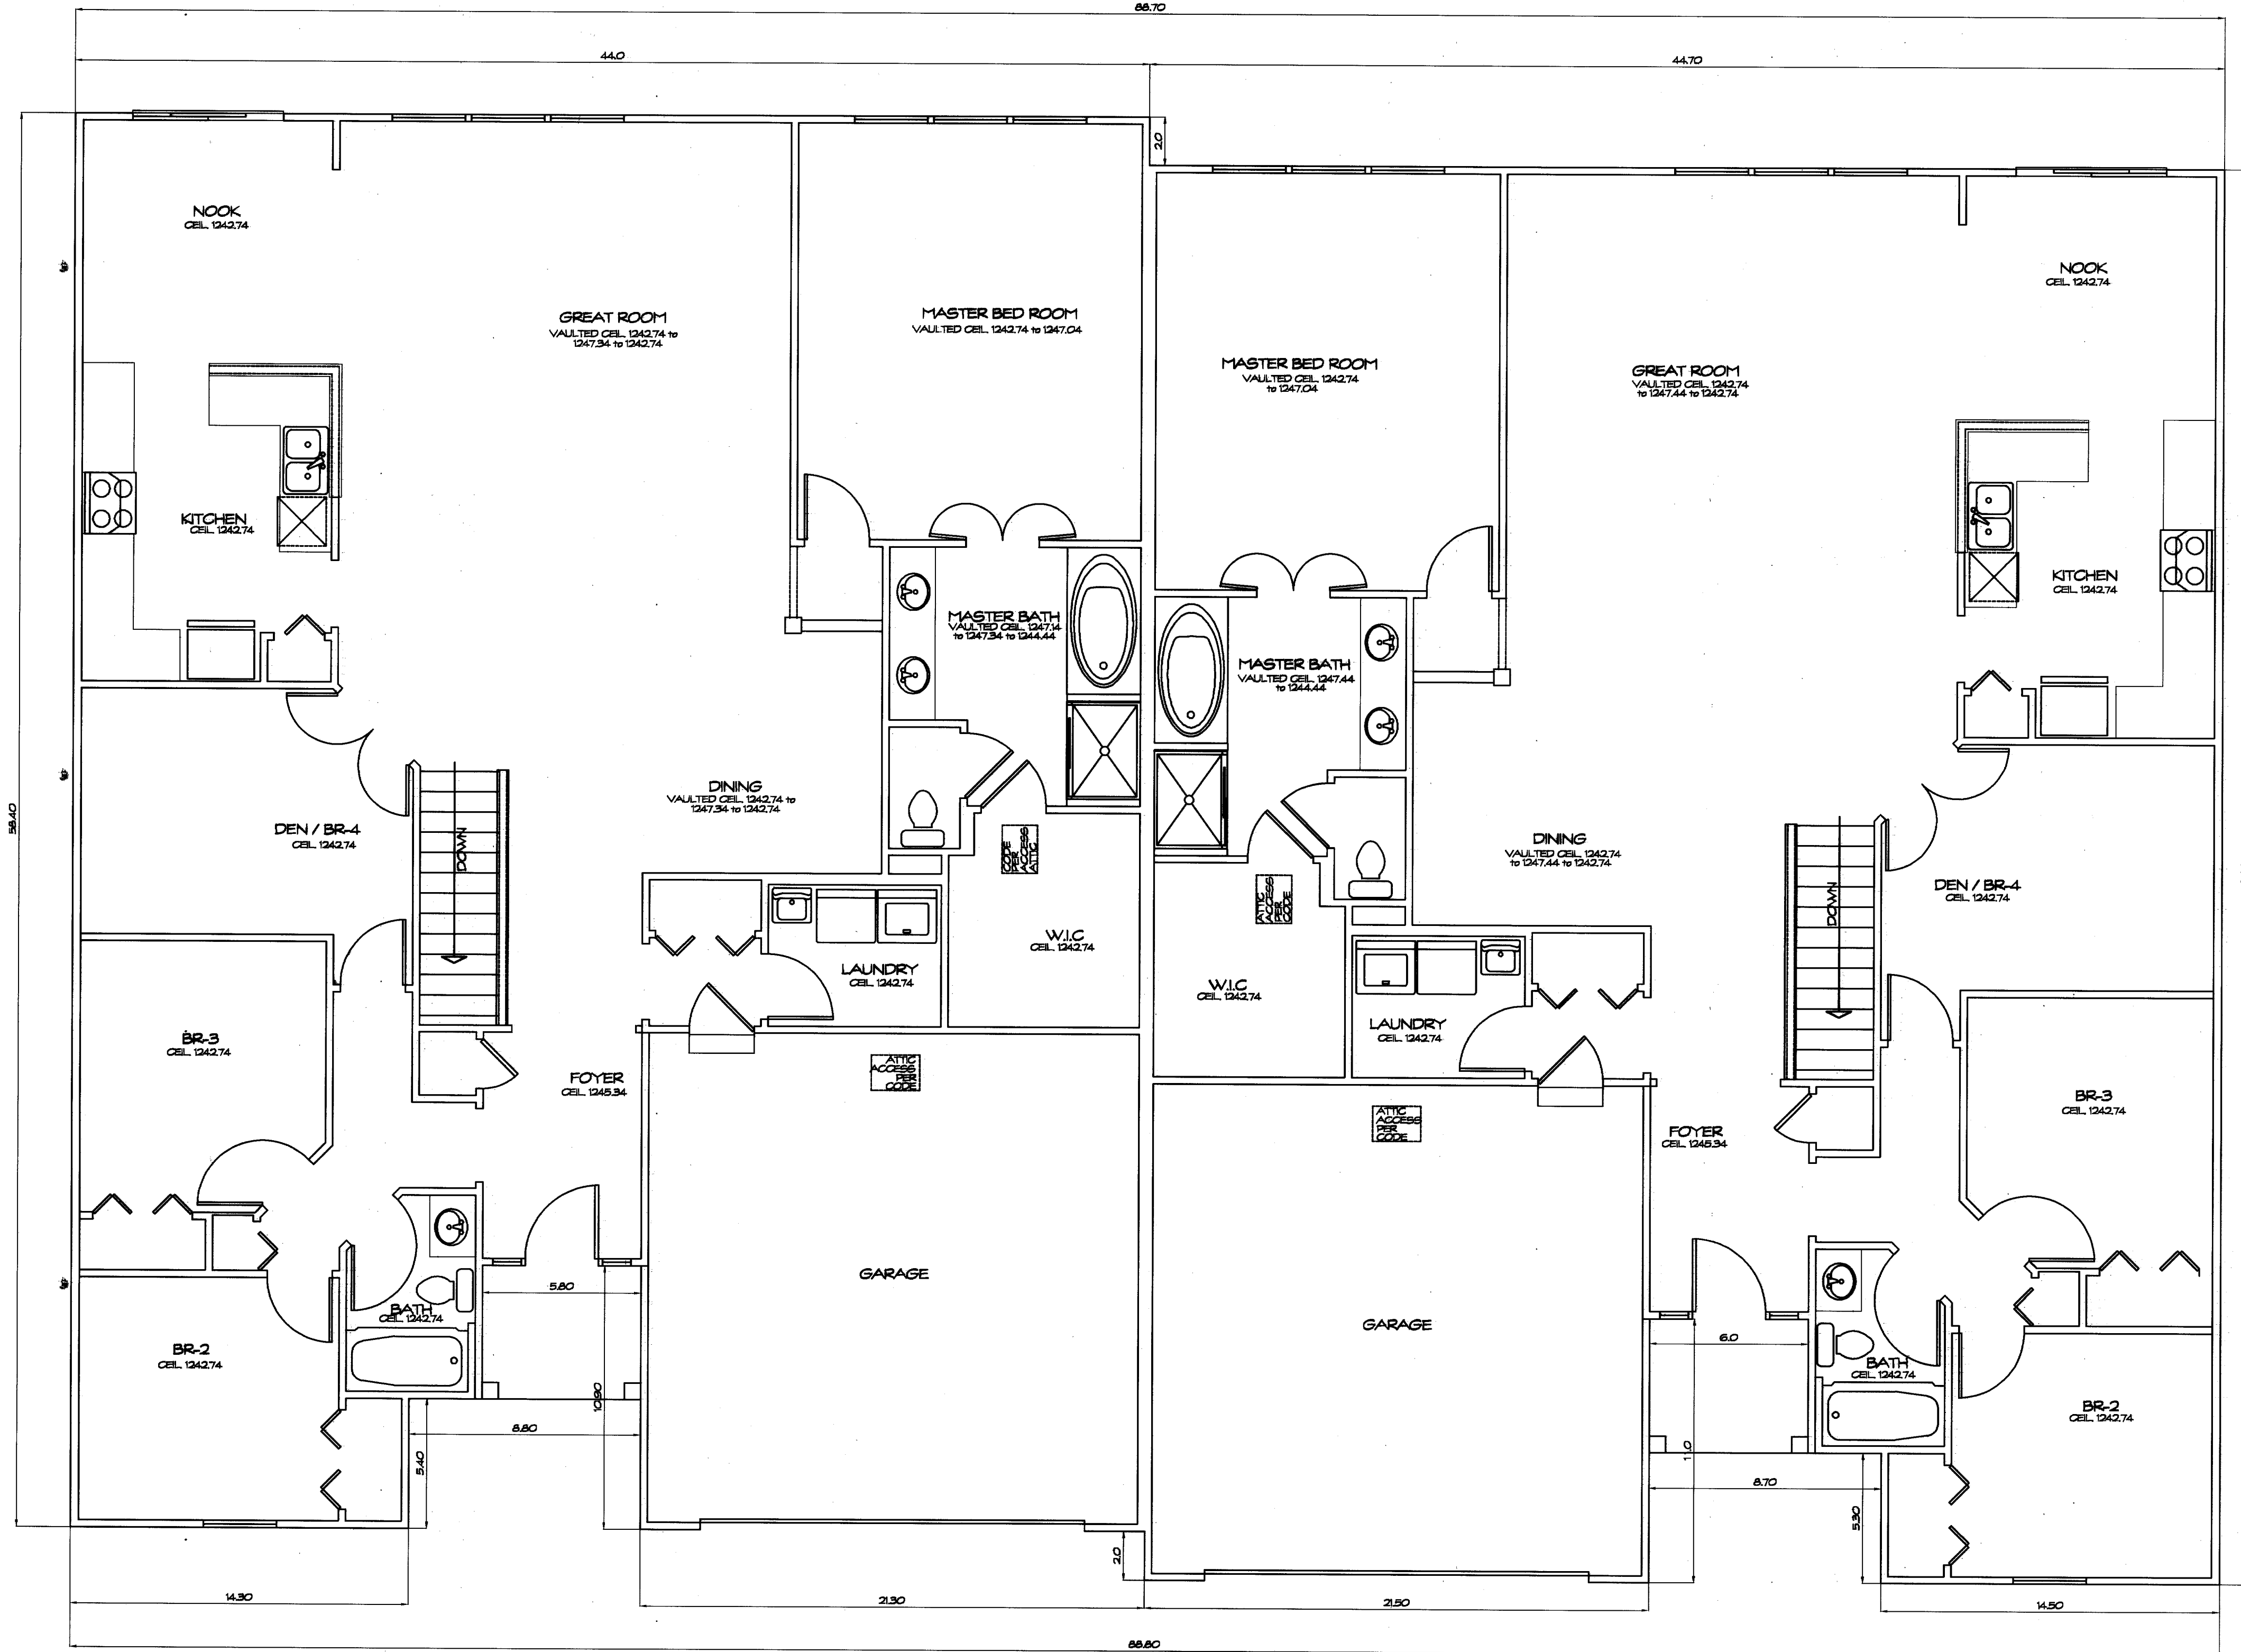 88.70
44.0
44.70
2.0
NOOK
CEIL. 1242.74
NOOK
CEIL. 1242.74
GREAT ROOM
VAULTED CEIL. 1242.74 to
1247.34 to 1242.74
MASTER BED ROOM
VAULTED CEIL. 1242.74 to 1247.04
MASTER BED ROOM
VAULTED CEIL. 1242.74
to 1247.04
GREAT ROOM
VAULTED CEIL. 1242.74
to 1247.44 to 1242.74
KITCHEN
CEIL. 1242.74
KITCHEN
CEIL. 1242.74
MASTER BATH
VAULTED CEIL. 1247.14
to 1247.34 to 1244.44
MASTER BATH
VAULTED CEIL. 1247.44
to 1244.44
58.40
DINING
VAULTED CEIL. 1242.74 to
1247.34 to 1242.74
DEN / BR-4
CEIL. 1242.74
DOWN
ATTIC
ACCESS
PER
CODE
DINING
VAULTED CEIL. 1242.74
to 1247.44 to 1242.74
DEN / BR-4
CEIL. 1242.74
DOWN
ATTIC
ACCESS
PER
CODE
W.I.C
CEIL. 1242.74
LAUNDRY
CEIL. 1242.74
W.I.C
CEIL. 1242.74
LAUNDRY
CEIL. 1242.74
BR-3
CEIL. 1242.74
FOYER
CEIL. 1245.34
ATTIC
ACCESS
PER
CODE
ATTIC
ACCESS
PER
CODE
FOYER
CEIL. 1245.34
BR-3
CEIL. 1242.74
GARAGE
GARAGE
5.80
6.0
BATH
CEIL. 1242.74
BATH
CEIL. 1242.74
BR-2
CEIL. 1242.74
BR-2
CEIL. 1242.74
10.90
8.80
5.40
11.0
8.70
5.30
2.0
14.30
21.30
21.50
14.50
88.80